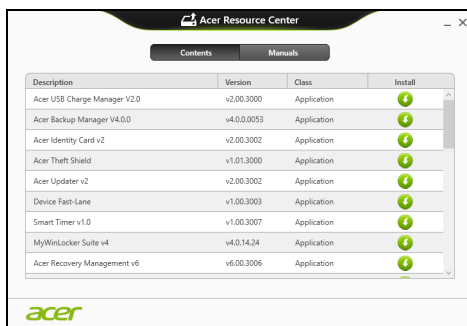 Acer Resource Center
Contents Manuals
Description Version Class Install
Acer USB Charge Manager V2.0 v2.00.3000 Application
Acer Backup Manager V4.0.0 v4.0.0.0053 Application
Acer Identity Card v2 v2.00.3002 Application
Acer Theft Shield v1.01.3000 Application
Acer Updater v2 v2.00.3002 Application
Device Fast-Lane v1.00.3003 Application
Smart Timer v1.0 v1.00.3007 Application
MyWinLocker Suite v4 v4.0.14.24 Application
Acer Recovery Management v6 v6.00.3006 Application
acer